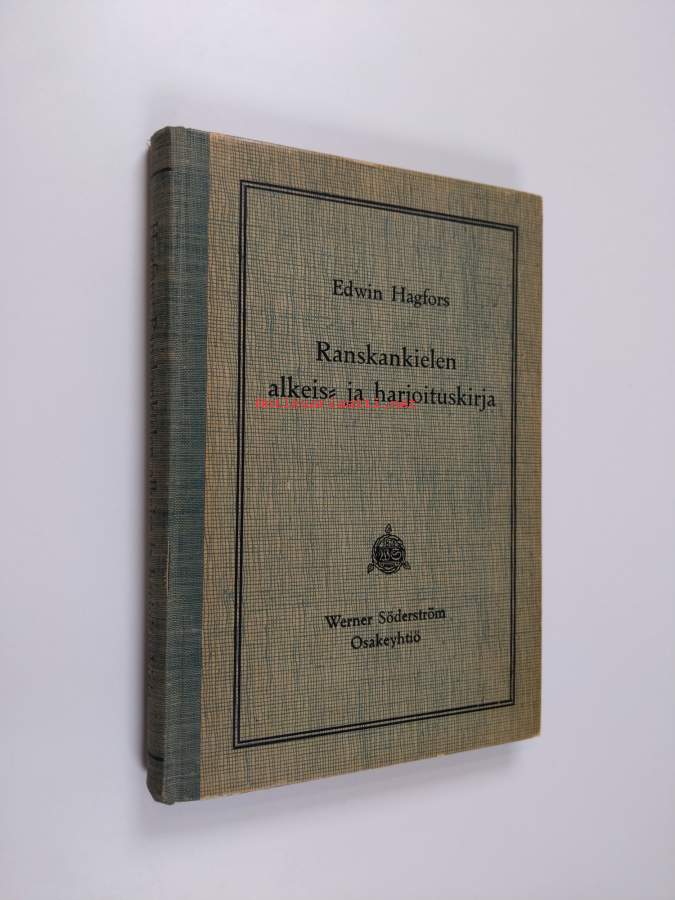 Edwin Hagfors
Ranskankielen
alkeis- ja harjoituskirja
Werner Söderström
Osakeyhtiö